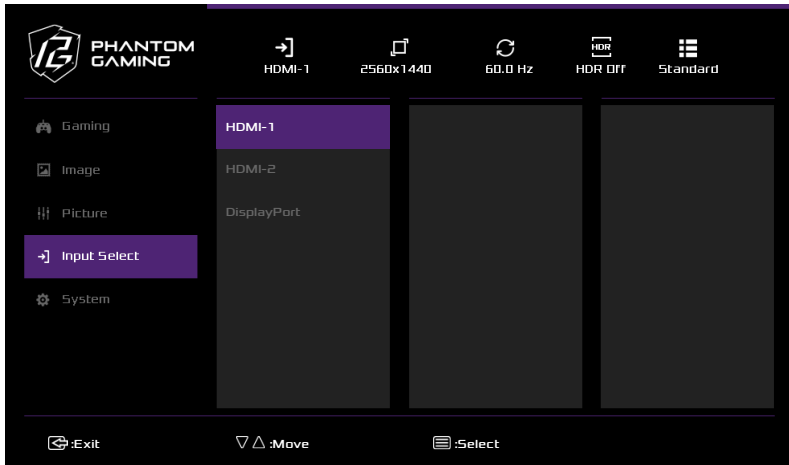 PHANTOM
GAMING
HDMI-1
2560x1440
60.0 Hz
HDR
HDR Off
Standard
Gaming
HDMI-1
Image
HDMI-2
Picture
DisplayPort
Input Select
System
:Exit
:Move
:Select